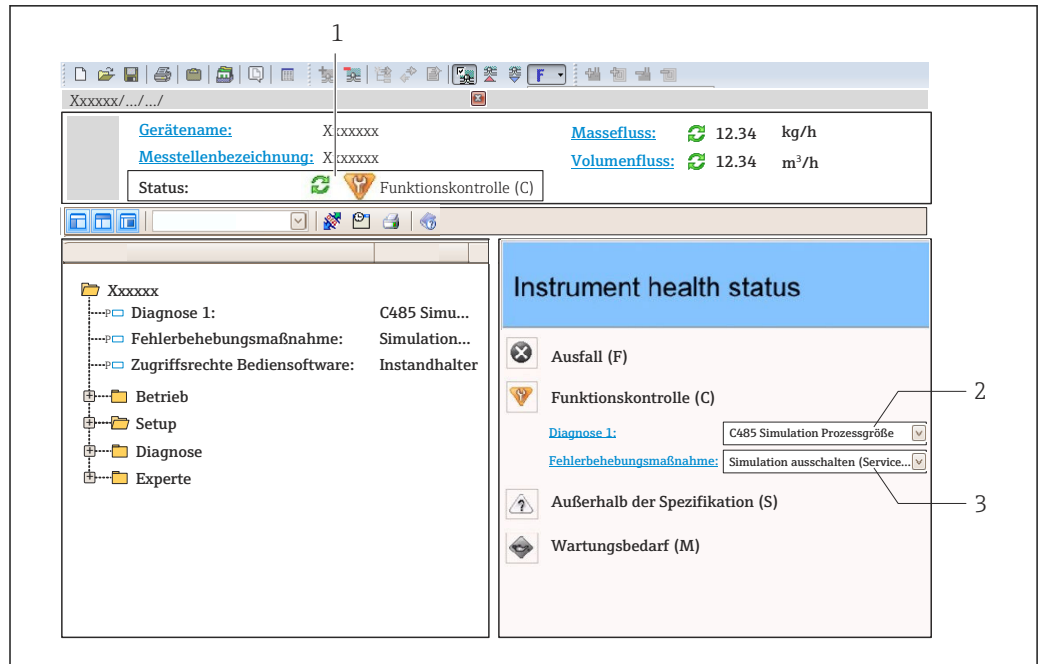 1
F
Xxxxxx/.../.../
Gerätename: Xxxxxxx Massefluss: 12.34 kg/h
Messstellenbezeichnung: Xxxxxxx Volumenfluss: 12.34 m³/h
Status: Funktionskontrolle (C)
Xxxxxx
P Diagnose 1: C485 Simu...
P Fehlerbehebungsmaßnahme: Simulation...
P Zugriffsrechte Bediensoftware: Instandhalter
Betrieb
Setup
Diagnose
Experte
Instrument health status
Ausfall (F)
Funktionskontrolle (C)
2
Diagnose 1: C485 Simulation Prozessgröße
Fehlerbehebungsmaßnahme: Simulation ausschalten (Service...
3
Außerhalb der Spezifikation (S)
Wartungsbedarf (M)